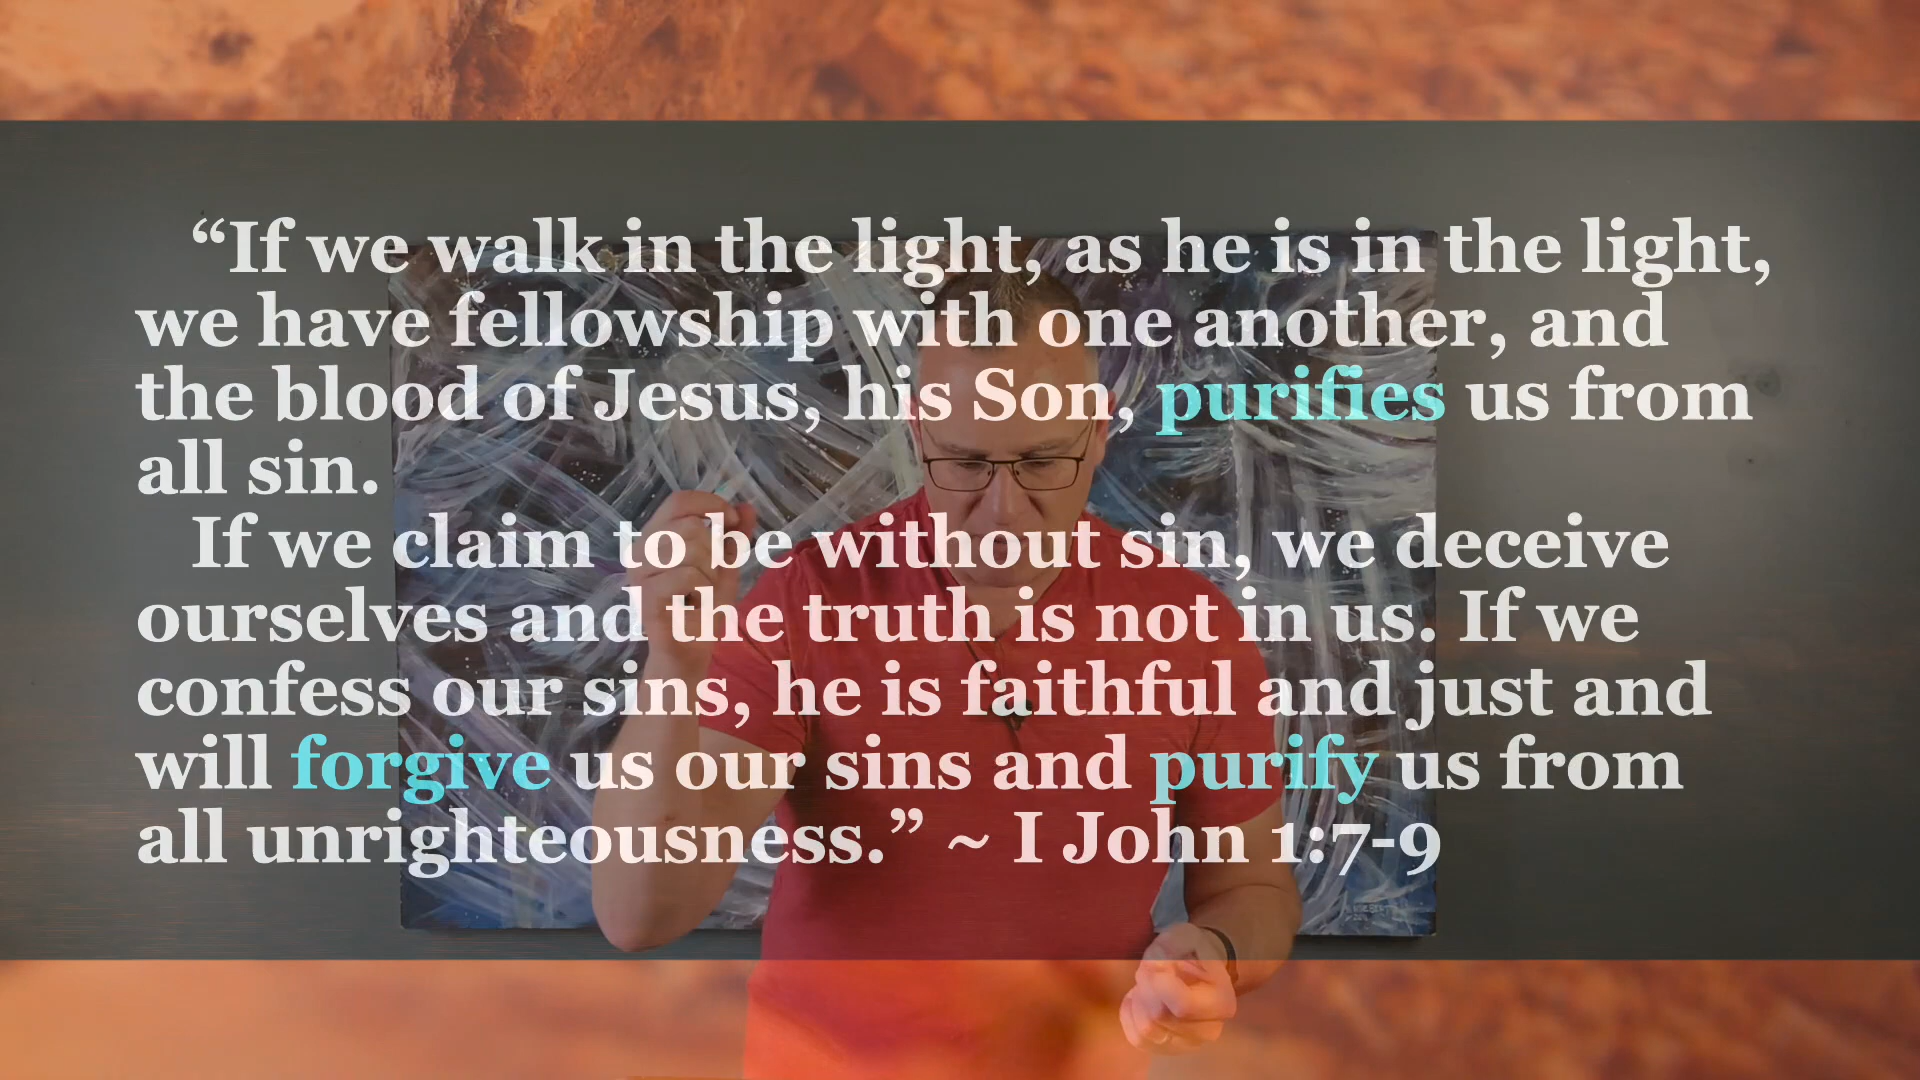 “If we walk in the light, as he is in the light,
we have fellowship with one another, and
the blood of Jesus, his Son, purifies us from
all sin.
If we claim to be without sin, we deceive
ourselves and the truth is not in us. If we
confess our sins, he is faithful and just and
will forgive us our sins and purify us from
all unrighteousness.” ~ I John 1:7-9